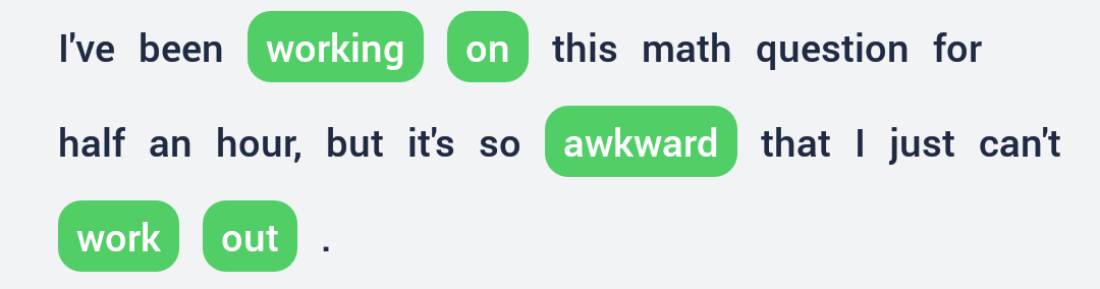 I've been working on this math question for
half an hour, but it's so awkward that I just can't
work out .